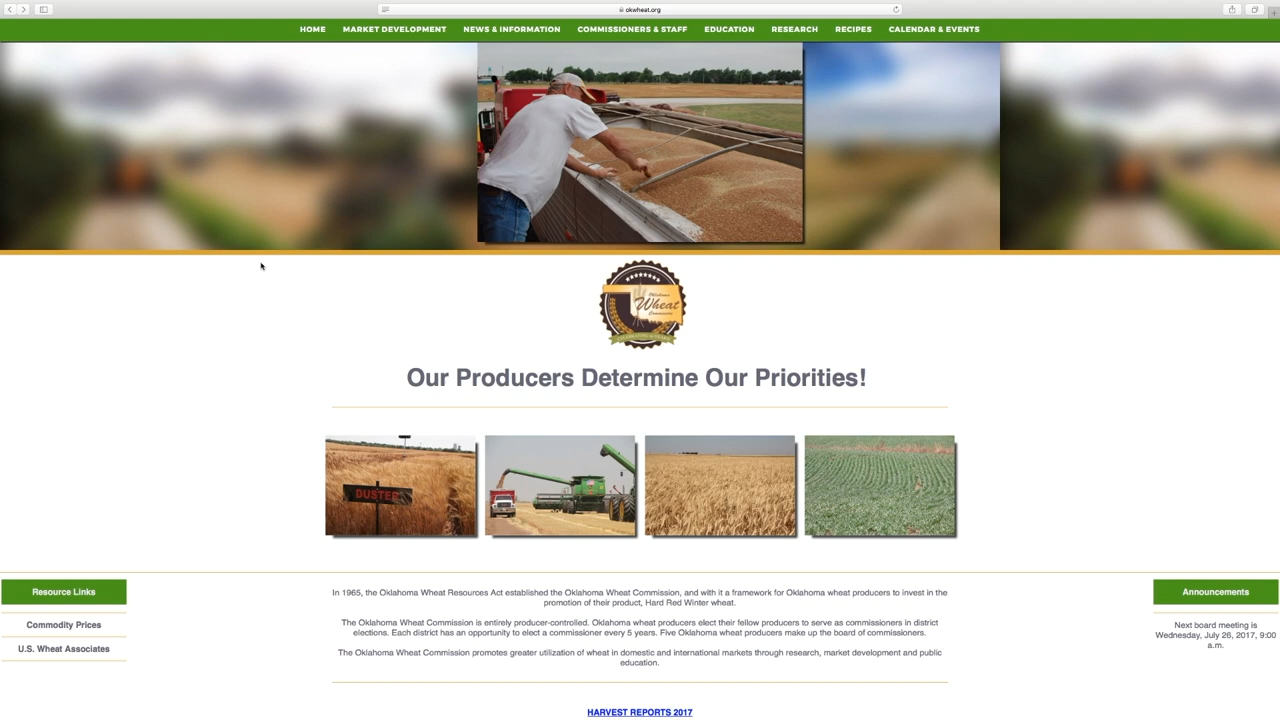 okwheat.org
HOME MARKET DEVELOPMENT NEWS & INFORMATION COMMISSIONERS & STAFF EDUCATION RESEARCH RECIPES CALENDAR & EVENTS
Oklahoma
Wheat
Commission
Our Producers Determine Our Priorities!
DUSTER
Resource Links
Commodity Prices
U.S. Wheat Associates
In 1965, the Oklahoma Wheat Resources Act established the Oklahoma Wheat Commission, and with it a framework for Oklahoma wheat producers to invest in the
promotion of their product, Hard Red Winter wheat.
The Oklahoma Wheat Commission is entirely producer-controlled. Oklahoma wheat producers elect their fellow producers to serve as commissioners in district
elections. Each district has an opportunity to elect a commissioner every 5 years. Five Oklahoma wheat producers make up the board of commissioners.
The Oklahoma Wheat Commission promotes greater utilization of wheat in domestic and international markets through research, market development and public
education.
HARVEST REPORTS 2017
Announcements
Next board meeting is
Wednesday, July 26, 2017, 9:00
a.m.